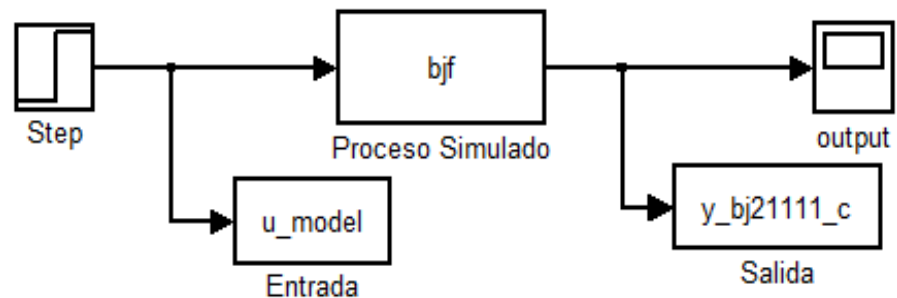 bjf
Step
Proceso Simulado
output
u_model
y_bj21111_c
Entrada
Salida